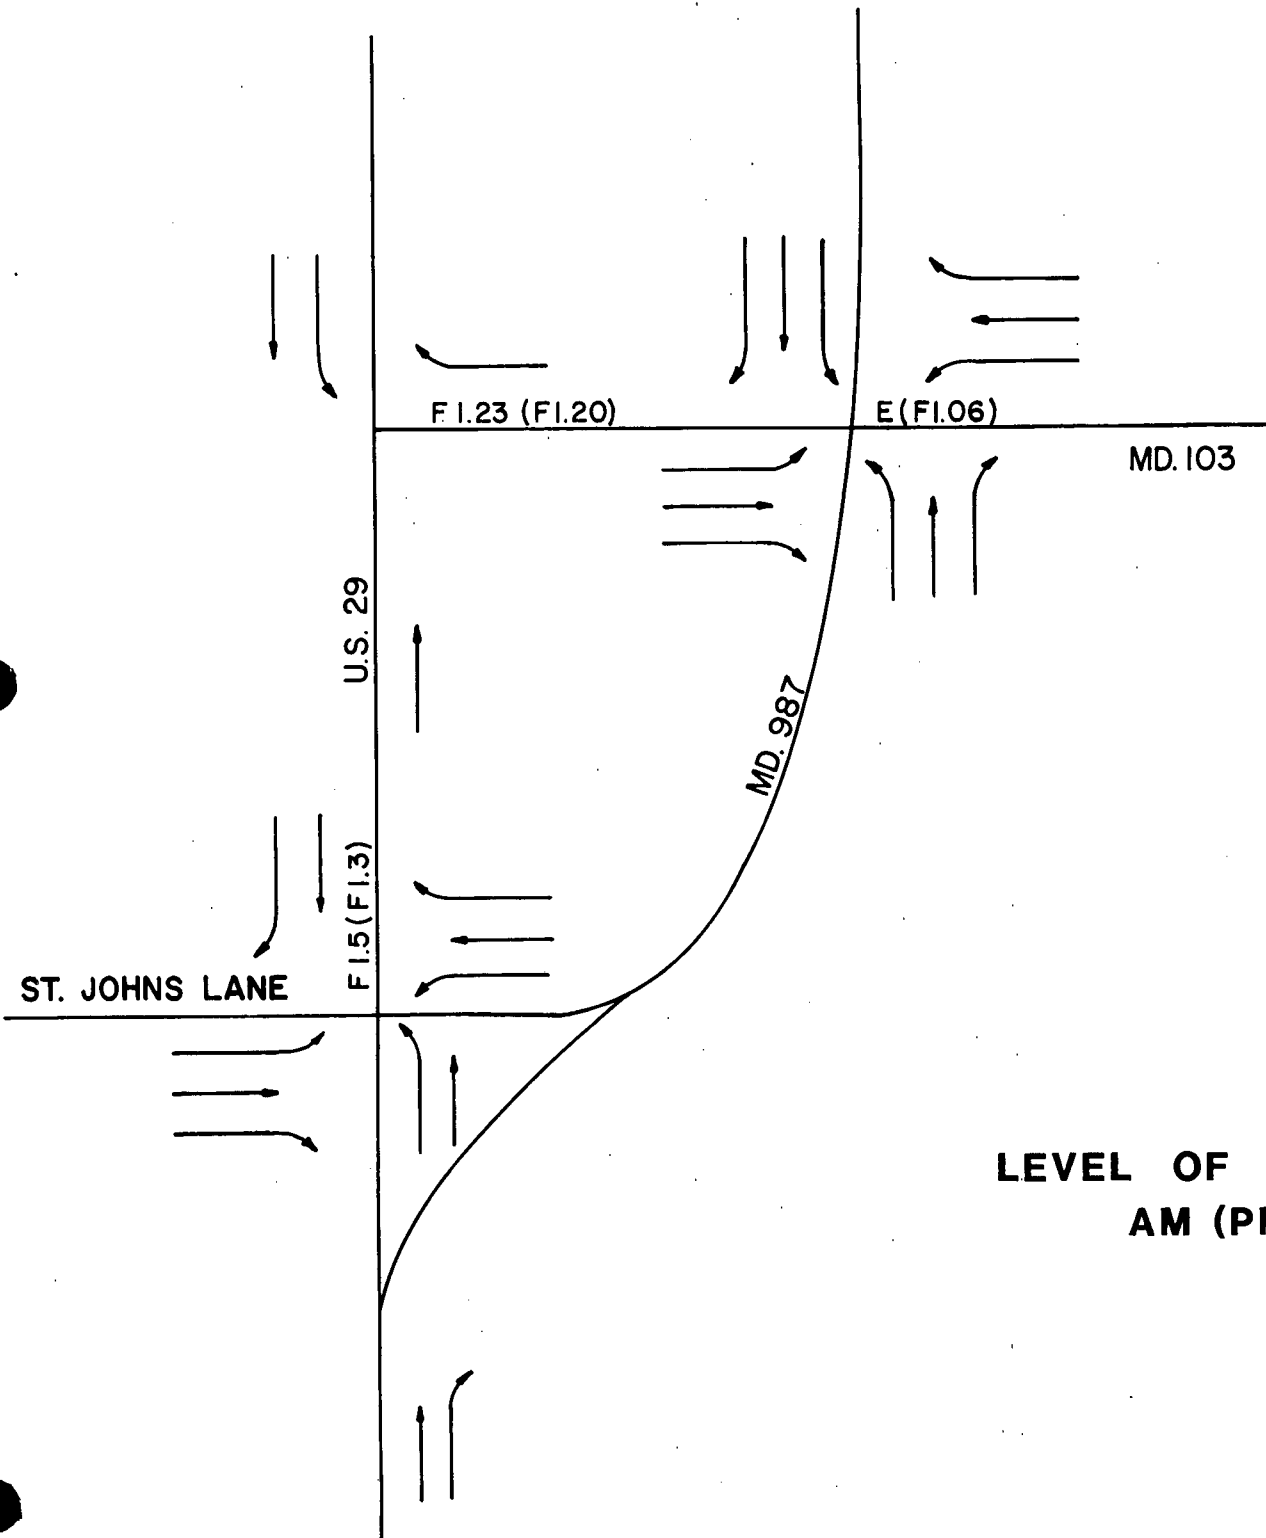 F 1.23 (F1.20)
E(F1.06)
MD. 103
U.S. 29
MD. 987
F 1.5 (F1.3)
ST. JOHNS LANE
LEVEL OF
AM